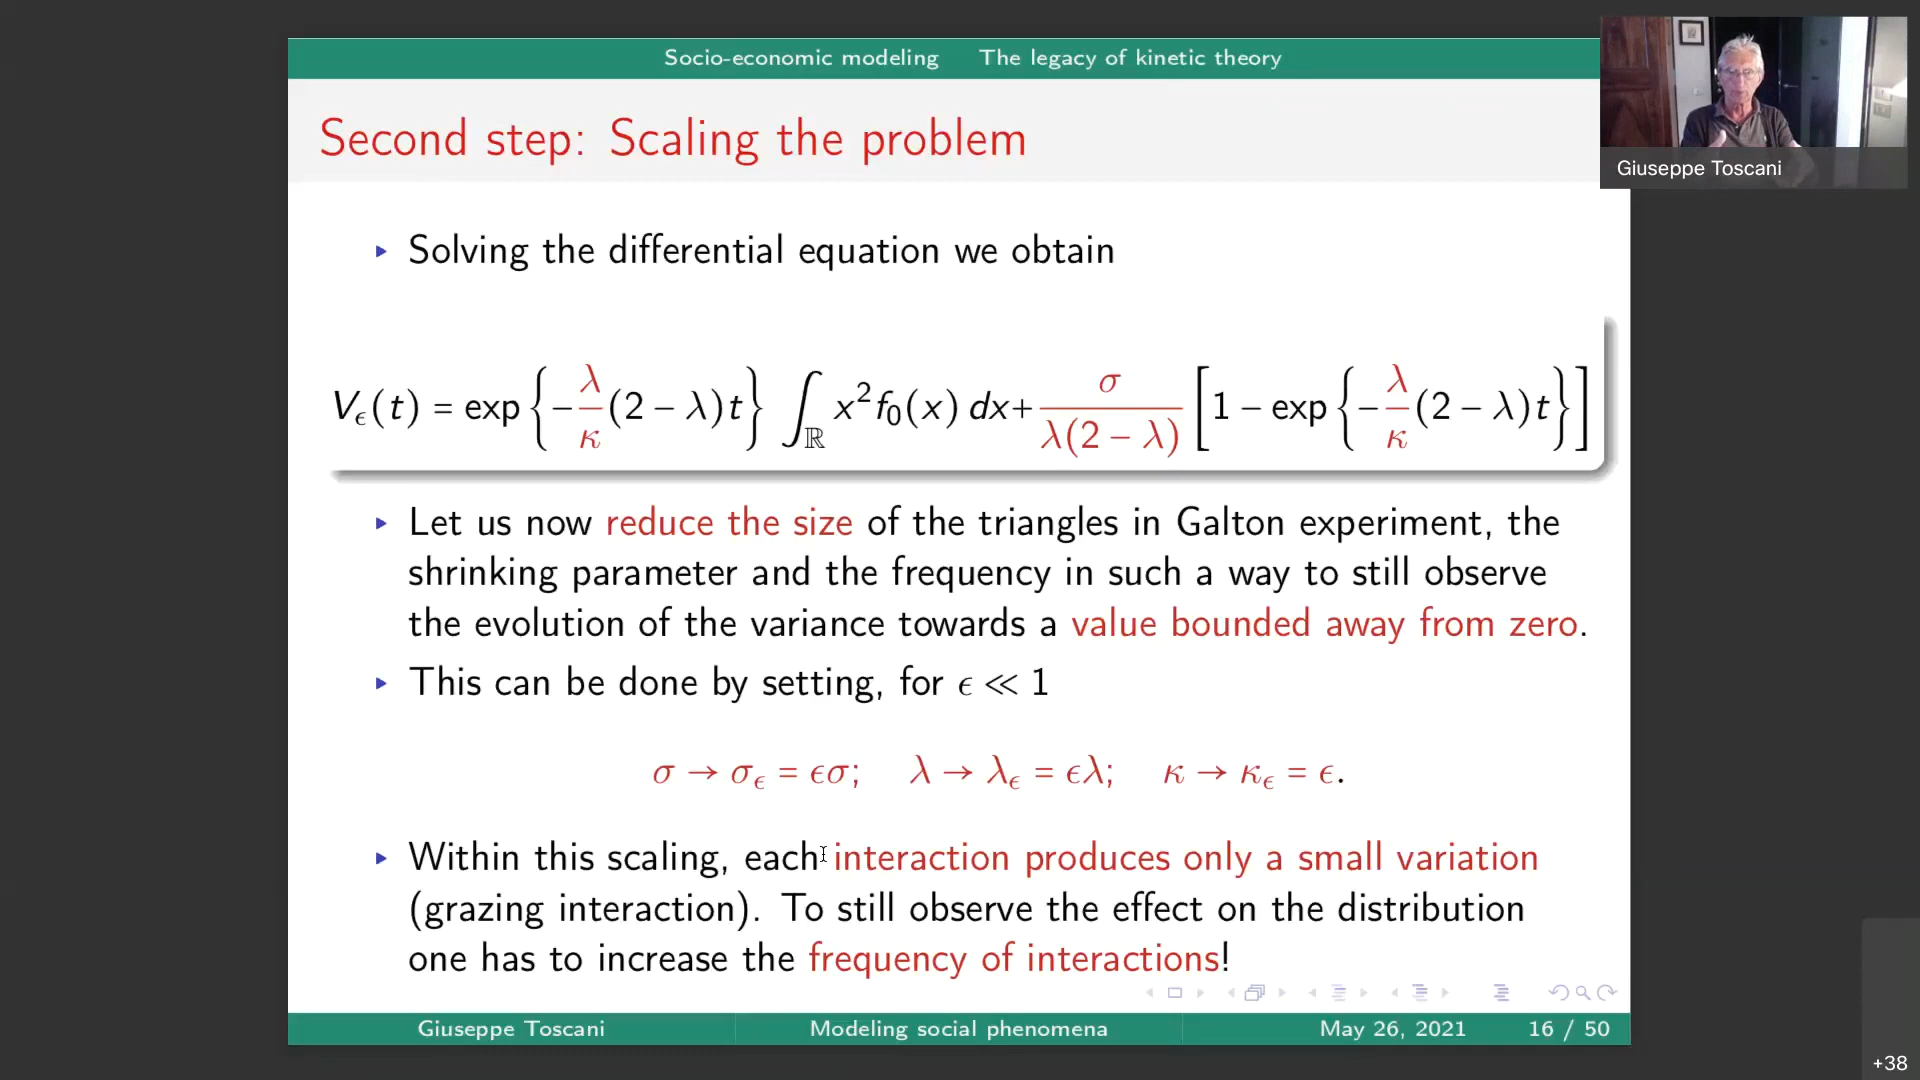 Socio-economic modeling The legacy of kinetic theory
Second step: Scaling the problem
Giuseppe Toscani
▸ Solving the differential equation we obtain
V_ϵ(t) = exp{−λ/κ(2 − λ)t} ∫_ℝ x²f₀(x) dx+ σ/λ(2 − λ) [1 − exp{−λ/κ(2 − λ)t}]
▸ Let us now reduce the size of the triangles in Galton experiment, the
shrinking parameter and the frequency in such a way to still observe
the evolution of the variance towards a value bounded away from zero.
▸ This can be done by setting, for ϵ ≪ 1
σ → σ_ϵ = ϵσ; λ → λ_ϵ = ϵλ; κ → κ_ϵ = ϵ.
▸ Within this scaling, each interaction produces only a small variation
(grazing interaction). To still observe the effect on the distribution
one has to increase the frequency of interactions!
Giuseppe Toscani Modeling social phenomena May 26, 2021 16 / 50
+38